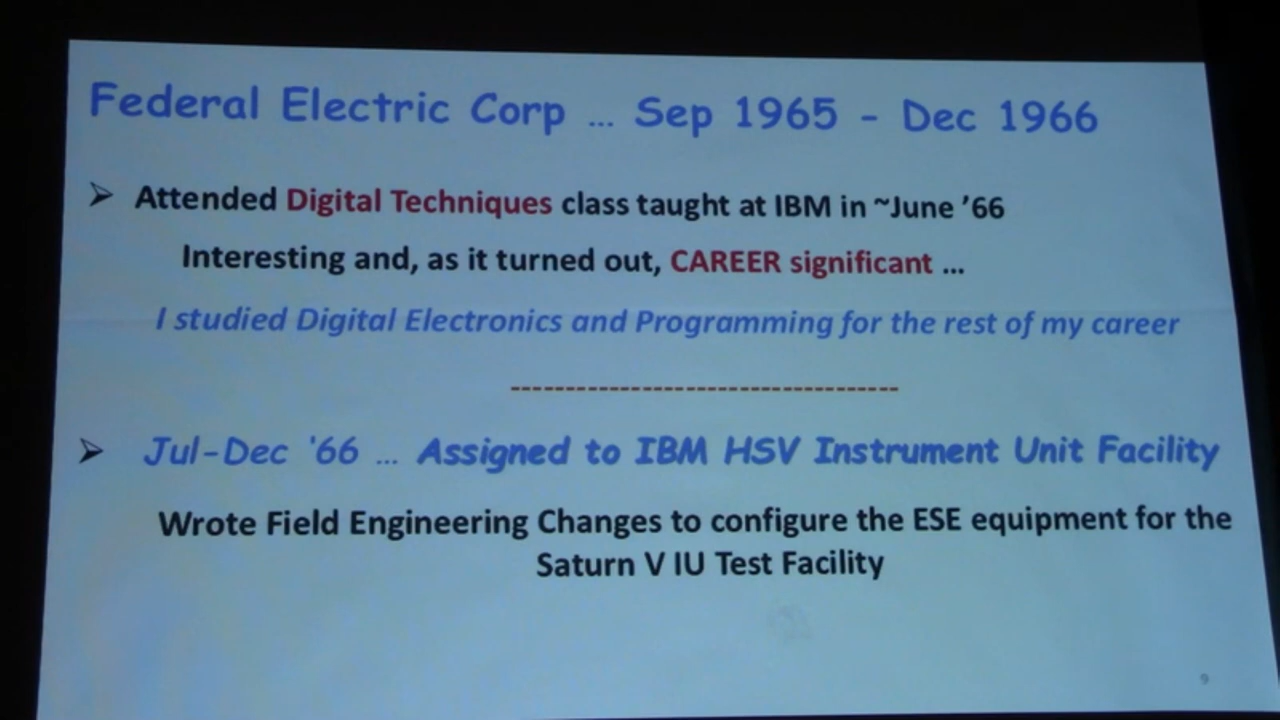 Federal Electric Corp ... Sep 1965 - Dec 1966
➢ Attended Digital Techniques class taught at IBM in ~June '66
Interesting and, as it turned out, CAREER significant ...
I studied Digital Electronics and Programming for the rest of my career
-----------------------------------
➢ Jul-Dec '66 ... Assigned to IBM HSV Instrument Unit Facility
Wrote Field Engineering Changes to configure the ESE equipment for the
Saturn V IU Test Facility
9